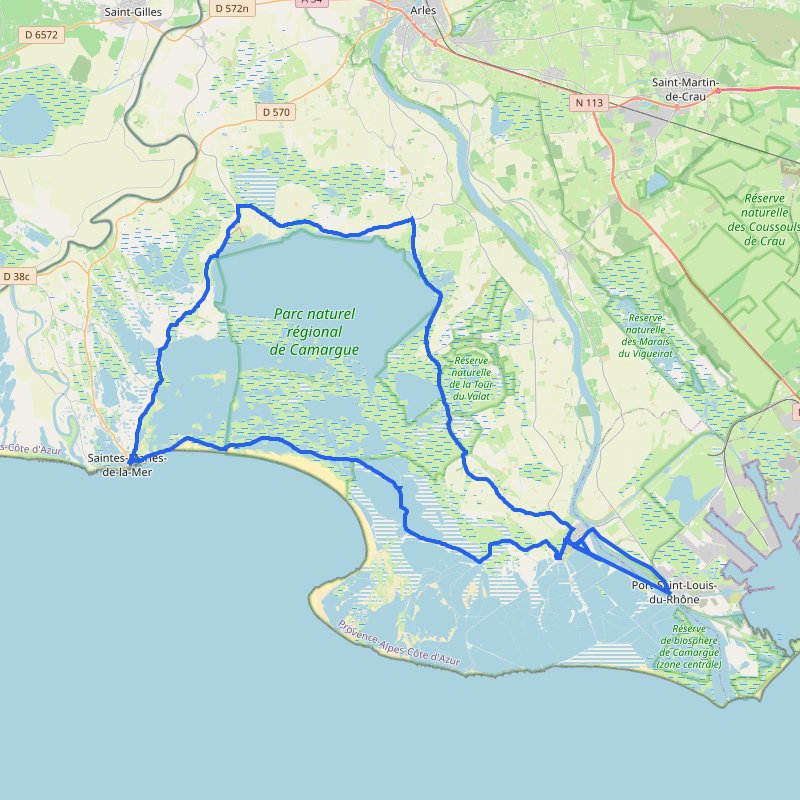 Saint-Gilles
D 572n
A 54
Arles
D 6572
Saint-Martin-
de-Crau
N 113
D 570
Réserve
naturelle
des Coussouls
de Crau
D 38c
Parc naturel
régional
de Camargue
Réserve
naturelle
des Marais
du Vigueirat
Réserve
naturelle
de la Tour
du Valat
s-Côte d'Azur
Saintes-Maries-
de-la-Mer
Port-Saint-Louis-
du-Rhône
Réserve
de biosphère
de Camargue
(zone centrale)
Provence-Alpes-Côte d'Azur